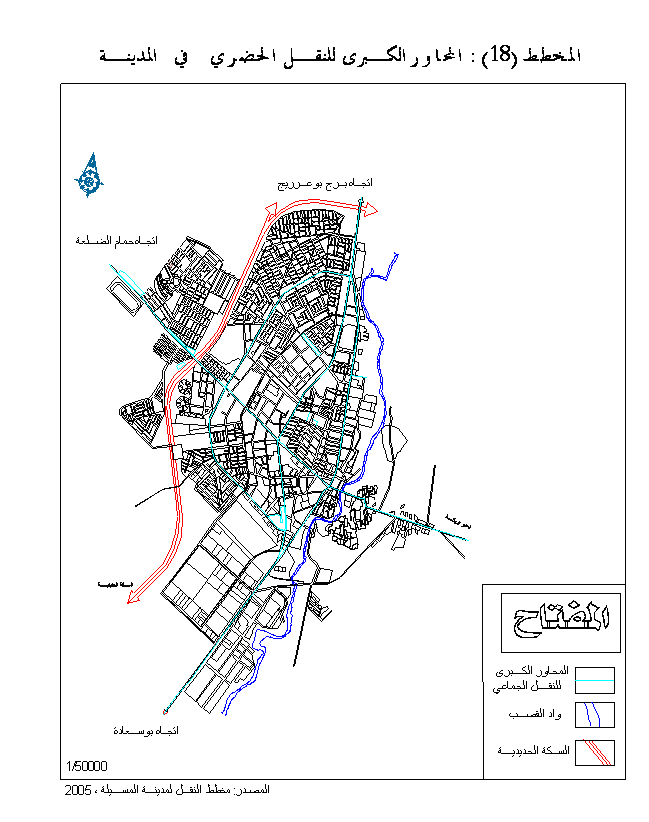 المخطط (18) : المحاور الكبرى للنقل الحضري في المدينة
اتجاه برج بوعرريج
اتجاه حمام الضلعة
اتجاه بوسعادة
المفتاح
المحاور الكبرى
للنقل الجماعي
واد القصب
السكة الحديدية
1/50000
المصدر: مخطط النقل لمدينة المسيلة ، 2005